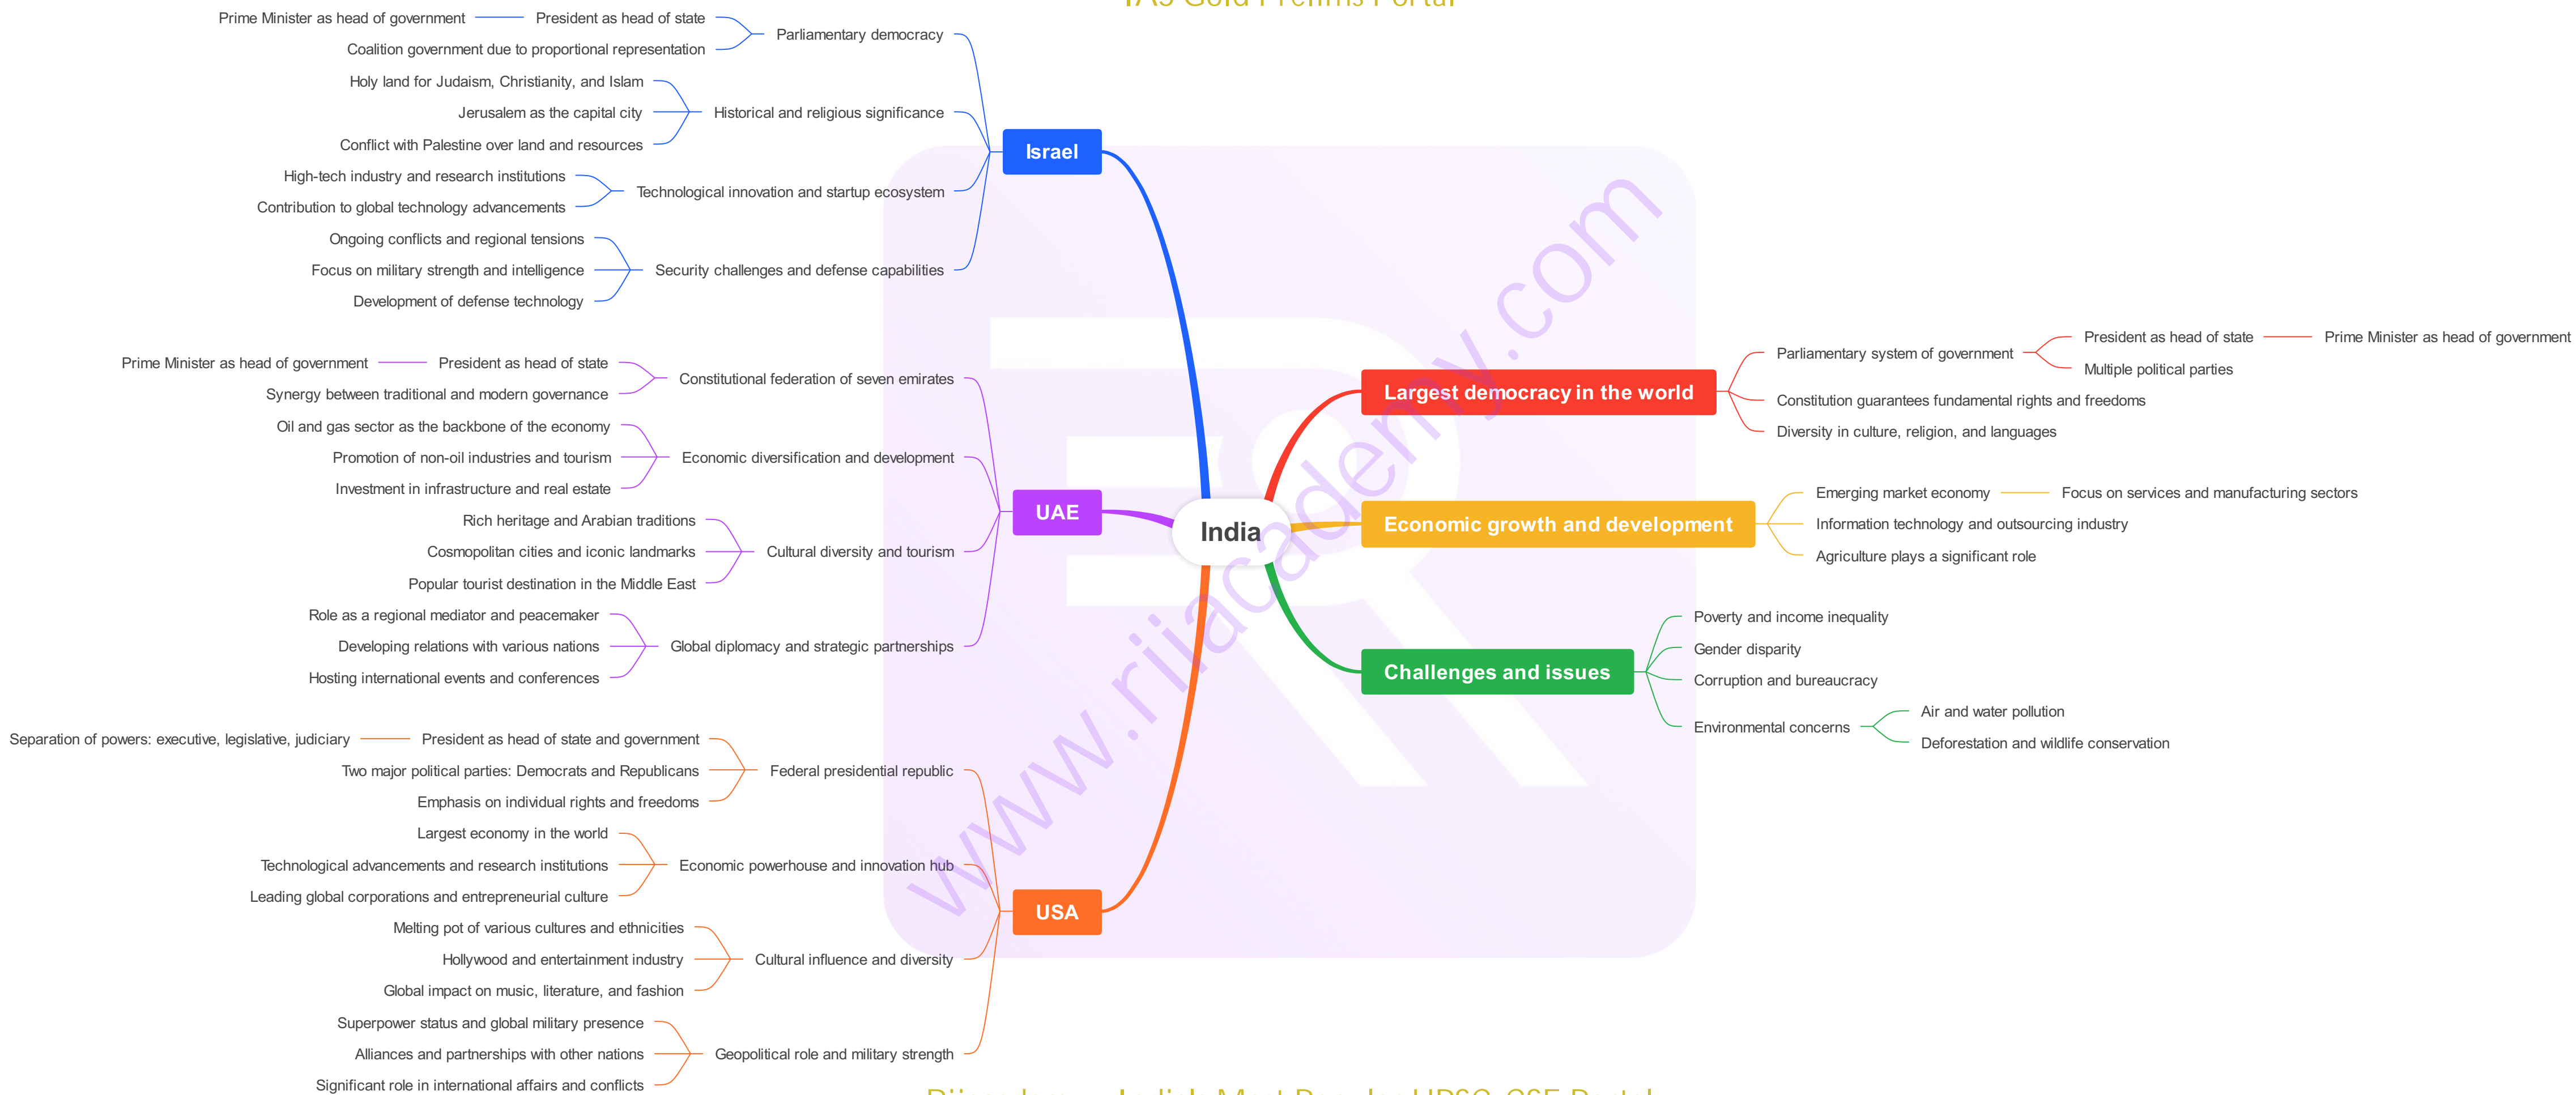 IAS Gold Prelims Portal
Prime Minister as head of government
President as head of state
Coalition government due to proportional representation
Parliamentary democracy
Holy land for Judaism, Christianity, and Islam
Jerusalem as the capital city
Conflict with Palestine over land and resources
Historical and religious significance
High-tech industry and research institutions
Contribution to global technology advancements
Technological innovation and startup ecosystem
Ongoing conflicts and regional tensions
Focus on military strength and intelligence
Development of defense technology
Security challenges and defense capabilities
Israel
Prime Minister as head of government
President as head of state
Synergy between traditional and modern governance
Constitutional federation of seven emirates
Oil and gas sector as the backbone of the economy
Promotion of non-oil industries and tourism
Investment in infrastructure and real estate
Economic diversification and development
Rich heritage and Arabian traditions
Cosmopolitan cities and iconic landmarks
Popular tourist destination in the Middle East
Cultural diversity and tourism
Role as a regional mediator and peacemaker
Developing relations with various nations
Hosting international events and conferences
Global diplomacy and strategic partnerships
UAE
Separation of powers: executive, legislative, judiciary
President as head of state and government
Two major political parties: Democrats and Republicans
Emphasis on individual rights and freedoms
Federal presidential republic
Largest economy in the world
Technological advancements and research institutions
Leading global corporations and entrepreneurial culture
Economic powerhouse and innovation hub
Melting pot of various cultures and ethnicities
Hollywood and entertainment industry
Global impact on music, literature, and fashion
Cultural influence and diversity
Superpower status and global military presence
Alliances and partnerships with other nations
Significant role in international affairs and conflicts
Geopolitical role and military strength
USA
India
Largest democracy in the world
Parliamentary system of government
President as head of state
Prime Minister as head of government
Multiple political parties
Constitution guarantees fundamental rights and freedoms
Diversity in culture, religion, and languages
Economic growth and development
Emerging market economy
Focus on services and manufacturing sectors
Information technology and outsourcing industry
Agriculture plays a significant role
Challenges and issues
Poverty and income inequality
Gender disparity
Corruption and bureaucracy
Environmental concerns
Air and water pollution
Deforestation and wildlife conservation
www.rijiacademy.com